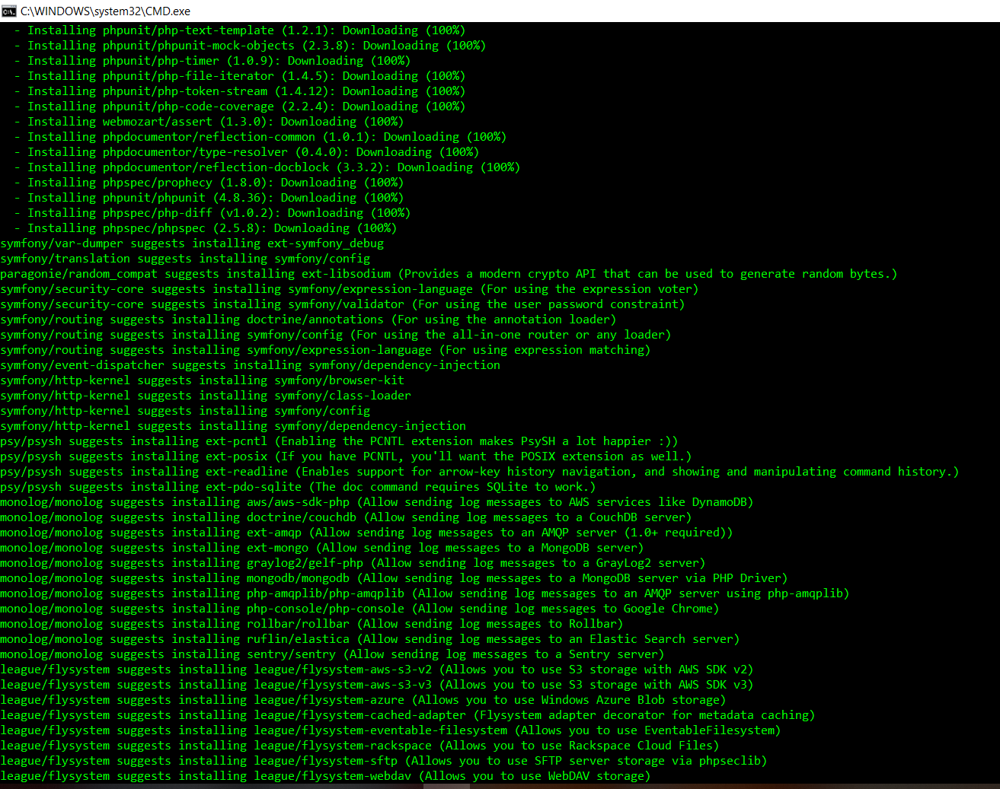 C:\WINDOWS\system32\CMD.exe
- Installing phpunit/php-text-template (1.2.1): Downloading (100%)
- Installing phpunit/phpunit-mock-objects (2.3.8): Downloading (100%)
- Installing phpunit/php-timer (1.0.9): Downloading (100%)
- Installing phpunit/php-file-iterator (1.4.5): Downloading (100%)
- Installing phpunit/php-token-stream (1.4.12): Downloading (100%)
- Installing phpunit/php-code-coverage (2.2.4): Downloading (100%)
- Installing webmozart/assert (1.3.0): Downloading (100%)
- Installing phpdocumentor/reflection-common (1.0.1): Downloading (100%)
- Installing phpdocumentor/type-resolver (0.4.0): Downloading (100%)
- Installing phpdocumentor/reflection-docblock (3.3.2): Downloading (100%)
- Installing phpspec/prophecy (1.8.0): Downloading (100%)
- Installing phpunit/phpunit (4.8.36): Downloading (100%)
- Installing phpspec/php-diff (v1.0.2): Downloading (100%)
- Installing phpspec/phpspec (2.5.8): Downloading (100%)
symfony/var-dumper suggests installing ext-symfony_debug
symfony/translation suggests installing symfony/config
paragonie/random_compat suggests installing ext-libsodium (Provides a modern crypto API that can be used to generate random bytes.)
symfony/security-core suggests installing symfony/expression-language (For using the expression voter)
symfony/security-core suggests installing symfony/validator (For using the user password constraint)
symfony/routing suggests installing doctrine/annotations (For using the annotation loader)
symfony/routing suggests installing symfony/config (For using the all-in-one router or any loader)
symfony/routing suggests installing symfony/expression-language (For using expression matching)
symfony/event-dispatcher suggests installing symfony/dependency-injection
symfony/http-kernel suggests installing symfony/browser-kit
symfony/http-kernel suggests installing symfony/class-loader
symfony/http-kernel suggests installing symfony/config
symfony/http-kernel suggests installing symfony/dependency-injection
psy/psysh suggests installing ext-pcntl (Enabling the PCNTL extension makes PsySH a lot happier :))
psy/psysh suggests installing ext-posix (If you have PCNTL, you'll want the POSIX extension as well.)
psy/psysh suggests installing ext-readline (Enables support for arrow-key history navigation, and showing and manipulating command history.)
psy/psysh suggests installing ext-pdo-sqlite (The doc command requires SQLite to work.)
monolog/monolog suggests installing aws/aws-sdk-php (Allow sending log messages to AWS services like DynamoDB)
monolog/monolog suggests installing doctrine/couchdb (Allow sending log messages to a CouchDB server)
monolog/monolog suggests installing ext-amqp (Allow sending log messages to an AMQP server (1.0+ required))
monolog/monolog suggests installing ext-mongo (Allow sending log messages to a MongoDB server)
monolog/monolog suggests installing graylog2/gelf-php (Allow sending log messages to a GrayLog2 server)
monolog/monolog suggests installing mongodb/mongodb (Allow sending log messages to a MongoDB server via PHP Driver)
monolog/monolog suggests installing php-amqplib/php-amqplib (Allow sending log messages to an AMQP server using php-amqplib)
monolog/monolog suggests installing php-console/php-console (Allow sending log messages to Google Chrome)
monolog/monolog suggests installing rollbar/rollbar (Allow sending log messages to Rollbar)
monolog/monolog suggests installing ruflin/elastica (Allow sending log messages to an Elastic Search server)
monolog/monolog suggests installing sentry/sentry (Allow sending log messages to a Sentry server)
league/flysystem suggests installing league/flysystem-aws-s3-v2 (Allows you to use S3 storage with AWS SDK v2)
league/flysystem suggests installing league/flysystem-aws-s3-v3 (Allows you to use S3 storage with AWS SDK v3)
league/flysystem suggests installing league/flysystem-azure (Allows you to use Windows Azure Blob storage)
league/flysystem suggests installing league/flysystem-cached-adapter (Flysystem adapter decorator for metadata caching)
league/flysystem suggests installing league/flysystem-eventable-filesystem (Allows you to use EventableFilesystem)
league/flysystem suggests installing league/flysystem-rackspace (Allows you to use Rackspace Cloud Files)
league/flysystem suggests installing league/flysystem-sftp (Allows you to use SFTP server storage via phpseclib)
league/flysystem suggests installing league/flysystem-webdav (Allows you to use WebDAV storage)